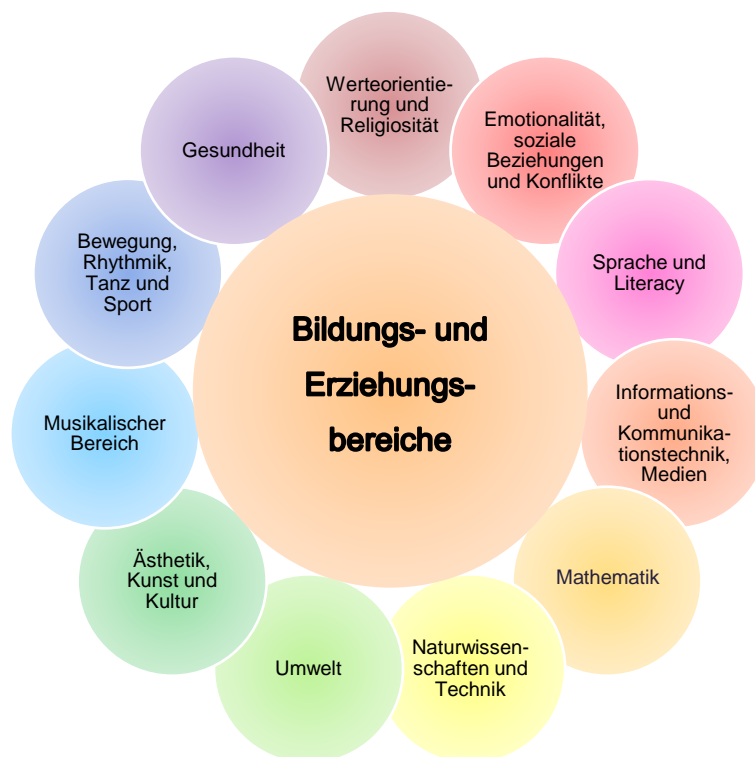 Werteorientie-
rung und
Religiosität
Emotionalität,
soziale
Beziehungen
und Konflikte
Sprache und
Literacy
Informations-
und
Kommunika-
tionstechnik,
Medien
Mathematik
Naturwissen-
schaften und
Technik
Umwelt
Ästhetik,
Kunst und
Kultur
Musikalischer
Bereich
Bewegung,
Rhythmik,
Tanz und
Sport
Gesundheit
Bildungs- und
Erziehungs-
bereiche